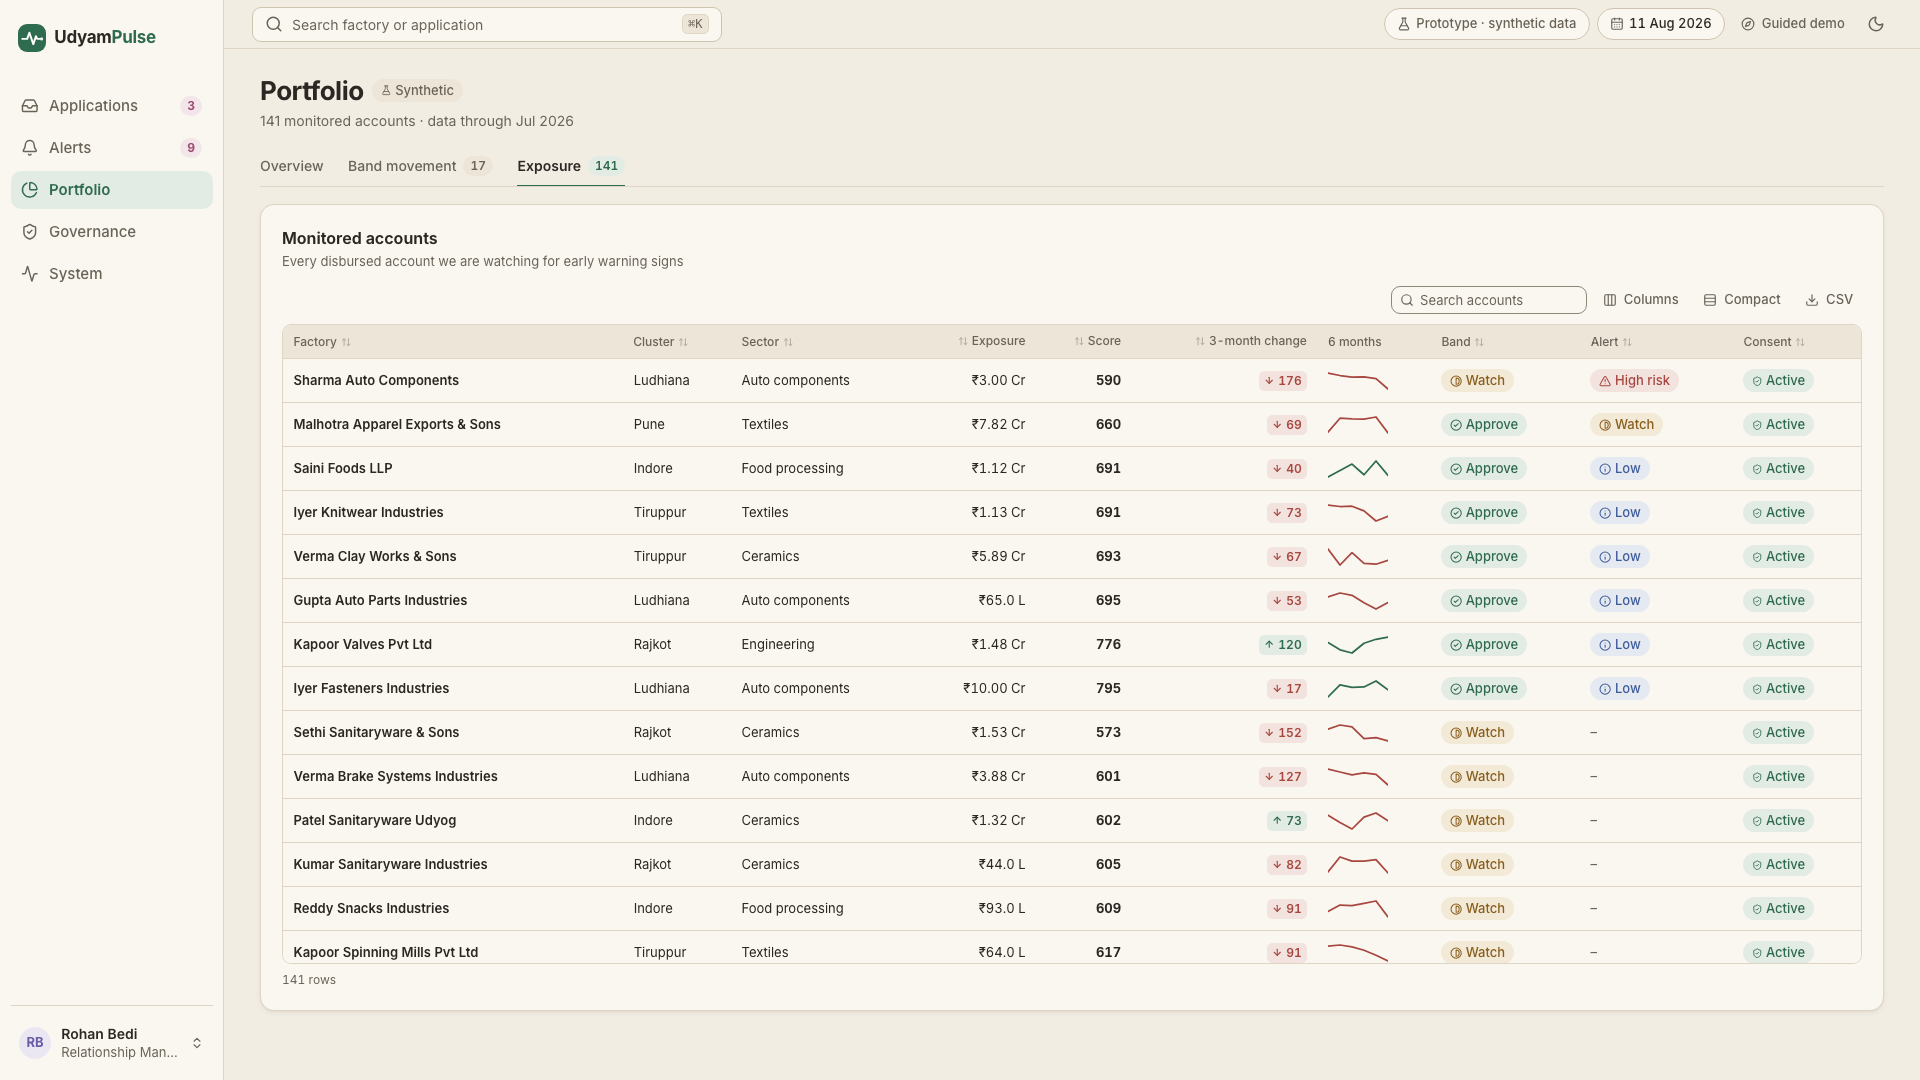 UdyamPulse
Search factory or application ⌘K
Prototype · synthetic data
11 Aug 2026
Guided demo
Applications 3
Alerts 9
Portfolio
Governance
System
Portfolio Synthetic
141 monitored accounts · data through Jul 2026
Overview Band movement 17 Exposure 141
Monitored accounts
Every disbursed account we are watching for early warning signs
Search accounts Columns Compact CSV
Factory Cluster Sector Exposure Score 3-month change 6 months Band Alert Consent
Sharma Auto Components Ludhiana Auto components ₹3.00 Cr 590 ↓ 176 Watch High risk Active
Malhotra Apparel Exports & Sons Pune Textiles ₹7.82 Cr 660 ↓ 69 Approve Watch Active
Saini Foods LLP Indore Food processing ₹1.12 Cr 691 ↓ 40 Approve Low Active
Iyer Knitwear Industries Tiruppur Textiles ₹1.13 Cr 691 ↓ 73 Approve Low Active
Verma Clay Works & Sons Tiruppur Ceramics ₹5.89 Cr 693 ↓ 67 Approve Low Active
Gupta Auto Parts Industries Ludhiana Auto components ₹65.0 L 695 ↓ 53 Approve Low Active
Kapoor Valves Pvt Ltd Rajkot Engineering ₹1.48 Cr 776 ↑ 120 Approve Low Active
Iyer Fasteners Industries Ludhiana Auto components ₹10.00 Cr 795 ↓ 17 Approve Low Active
Sethi Sanitaryware & Sons Rajkot Ceramics ₹1.53 Cr 573 ↓ 152 Watch – Active
Verma Brake Systems Industries Ludhiana Auto components ₹3.88 Cr 601 ↓ 127 Watch – Active
Patel Sanitaryware Udyog Indore Ceramics ₹1.32 Cr 602 ↑ 73 Watch – Active
Kumar Sanitaryware Industries Rajkot Ceramics ₹44.0 L 605 ↓ 82 Watch – Active
Reddy Snacks Industries Indore Food processing ₹93.0 L 609 ↓ 91 Watch – Active
Kapoor Spinning Mills Pvt Ltd Tiruppur Textiles ₹64.0 L 617 ↓ 91 Watch – Active
141 rows
RB Rohan Bedi
Relationship Man...